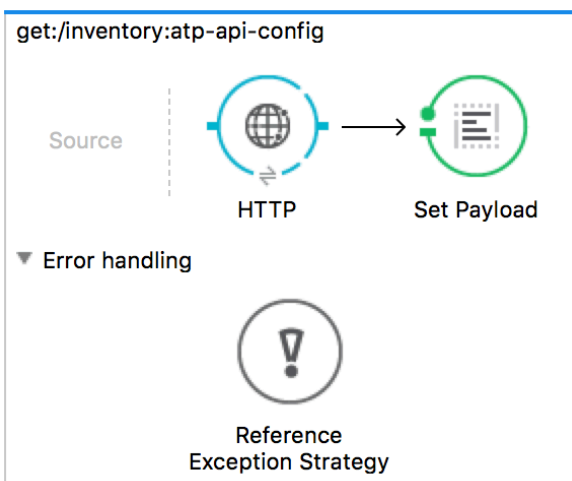 get:/inventory:atp-api-config
Source
HTTP
Set Payload
Error handling
Reference
Exception Strategy